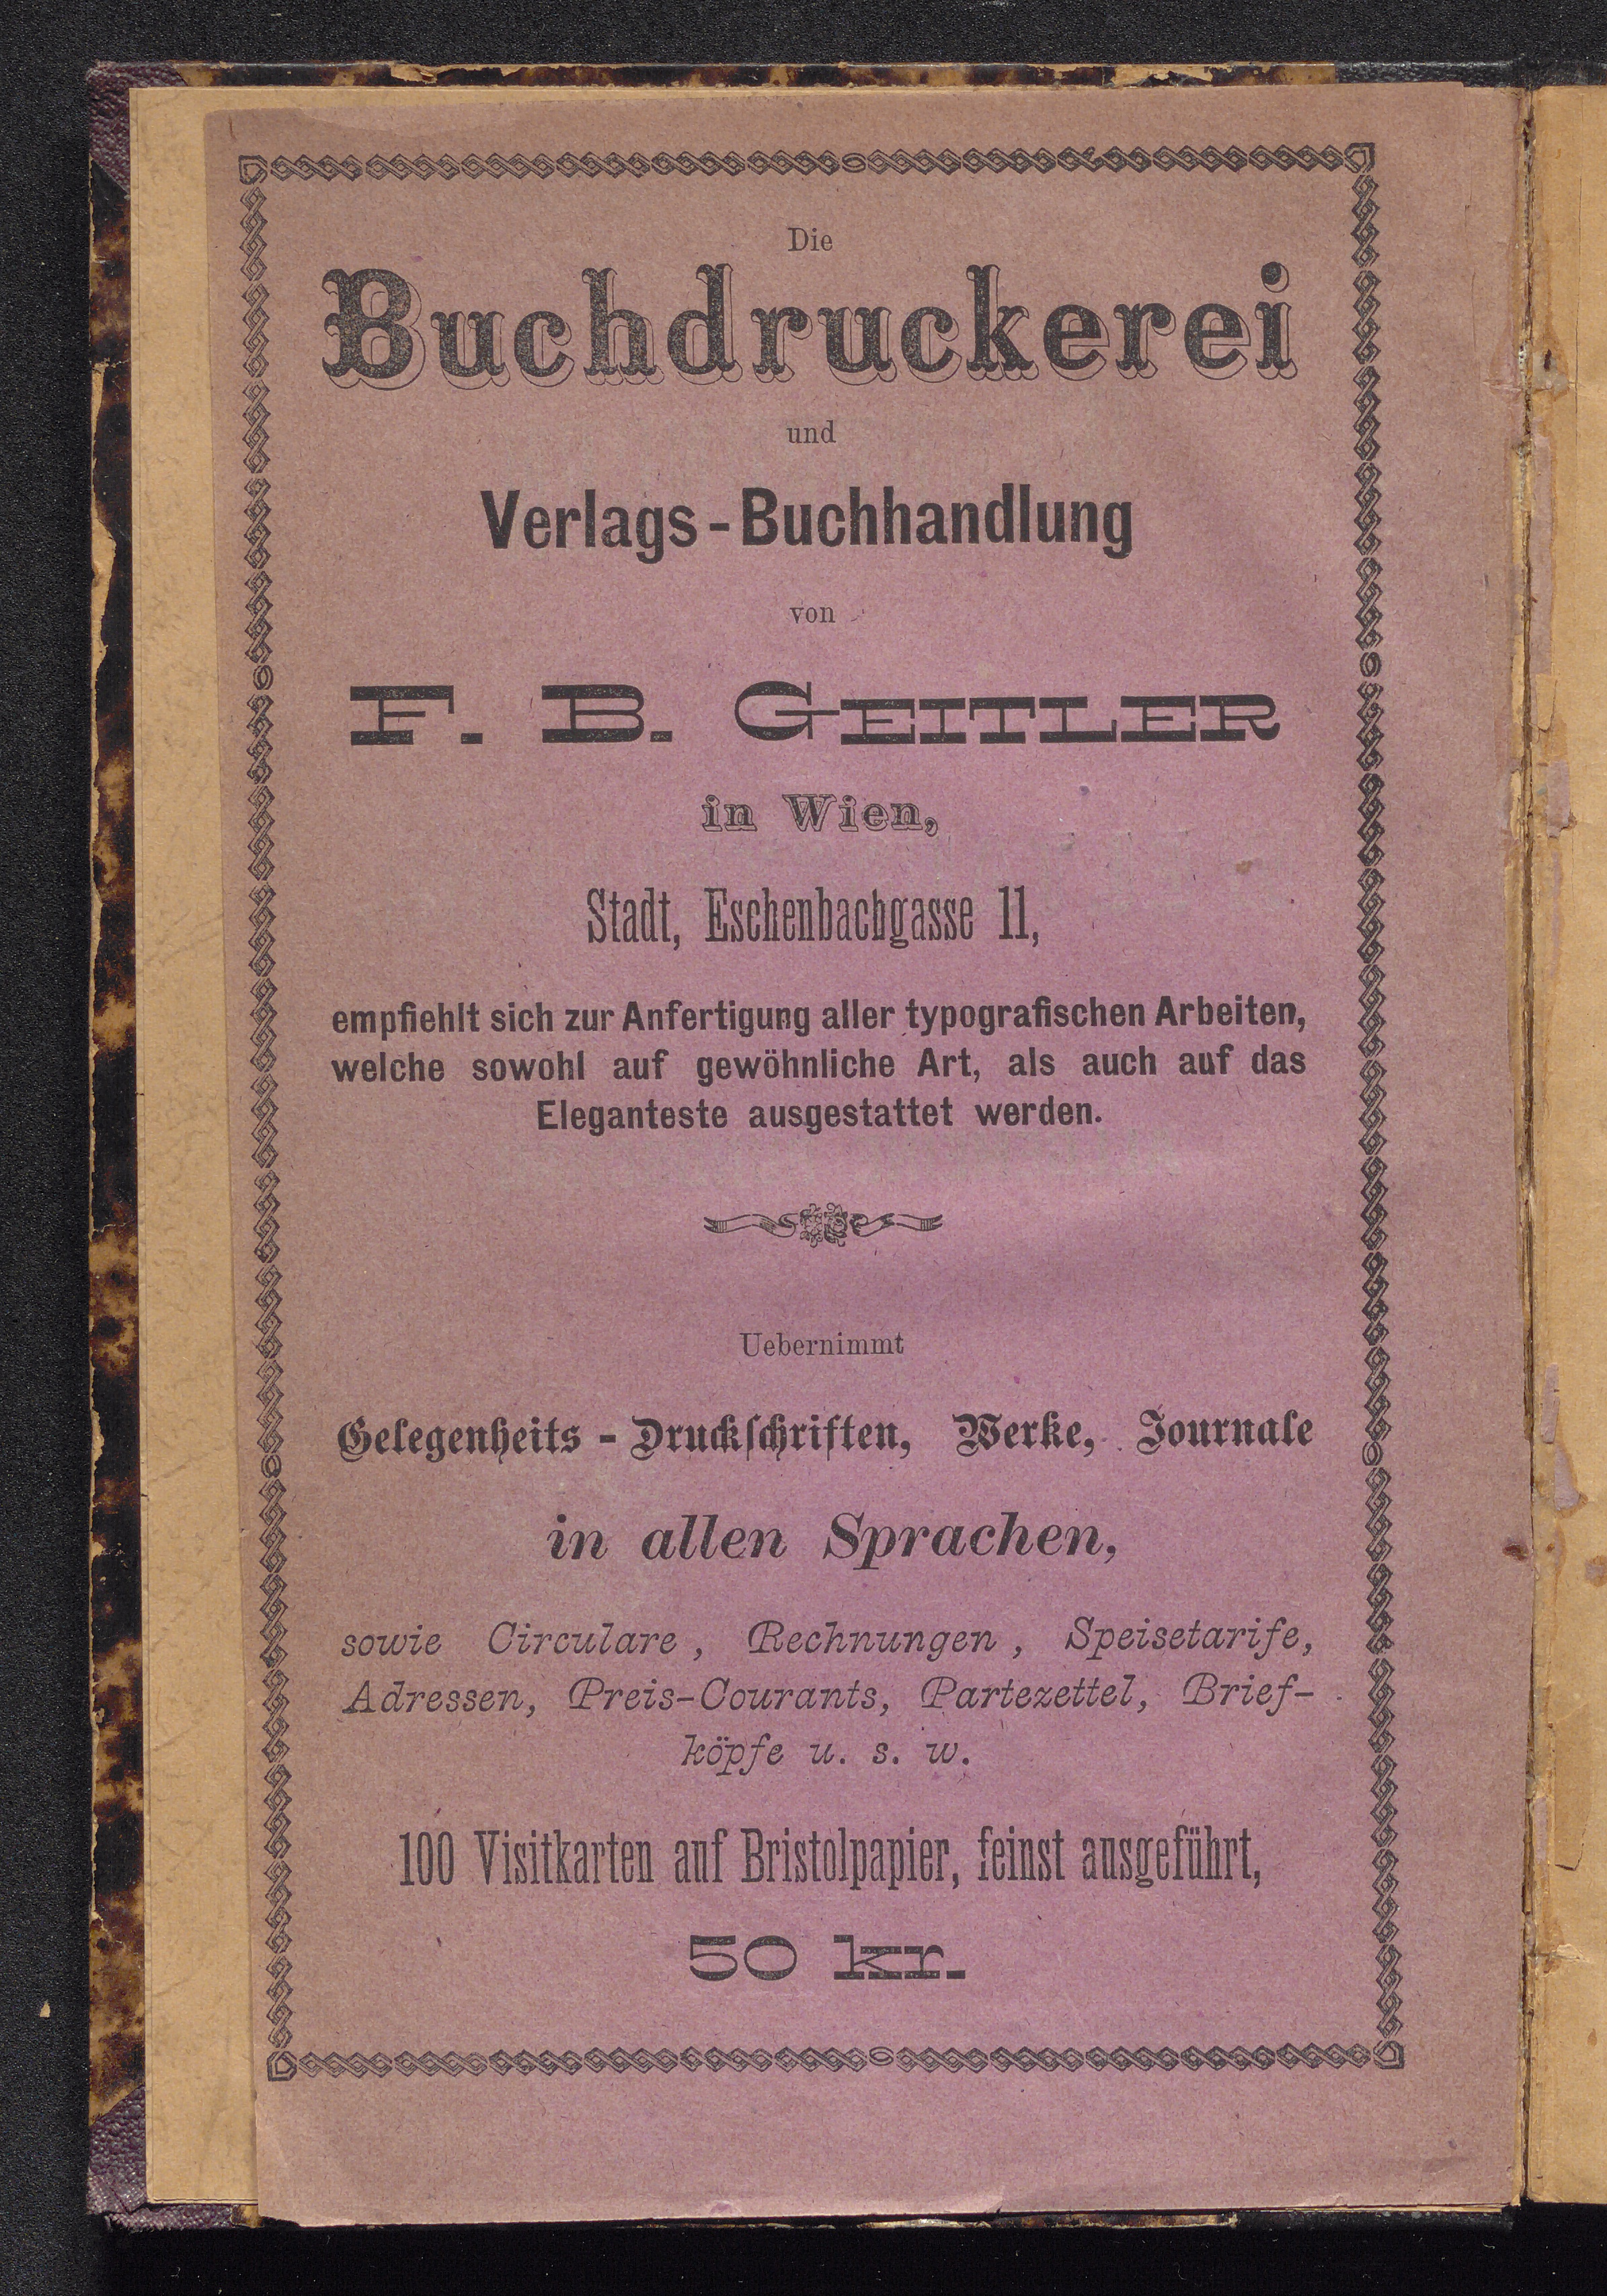 Die
Buchdruckerei
und
Verlags-Buchhandlung
von
F. B. GEITLER
in Wien,
Stadt, Eschenbachgasse 11,
empfiehlt sich zur Anfertigung aller typografischen Arbeiten,
welche sowohl auf gewöhnliche Art, als auch auf das
Eleganteste ausgestattet werden.
Uebernimmt
Gelegenheits-Druckschriften, Werke, Journale
in allen Sprachen,
sowie Circulare, Rechnungen, Speisetarife,
Adressen, Preis-Courants, Partezettel, Brief-
köpfe u. s. w.
100 Visitkarten auf Bristolpapier, feinst ausgeführt,
50 kr.